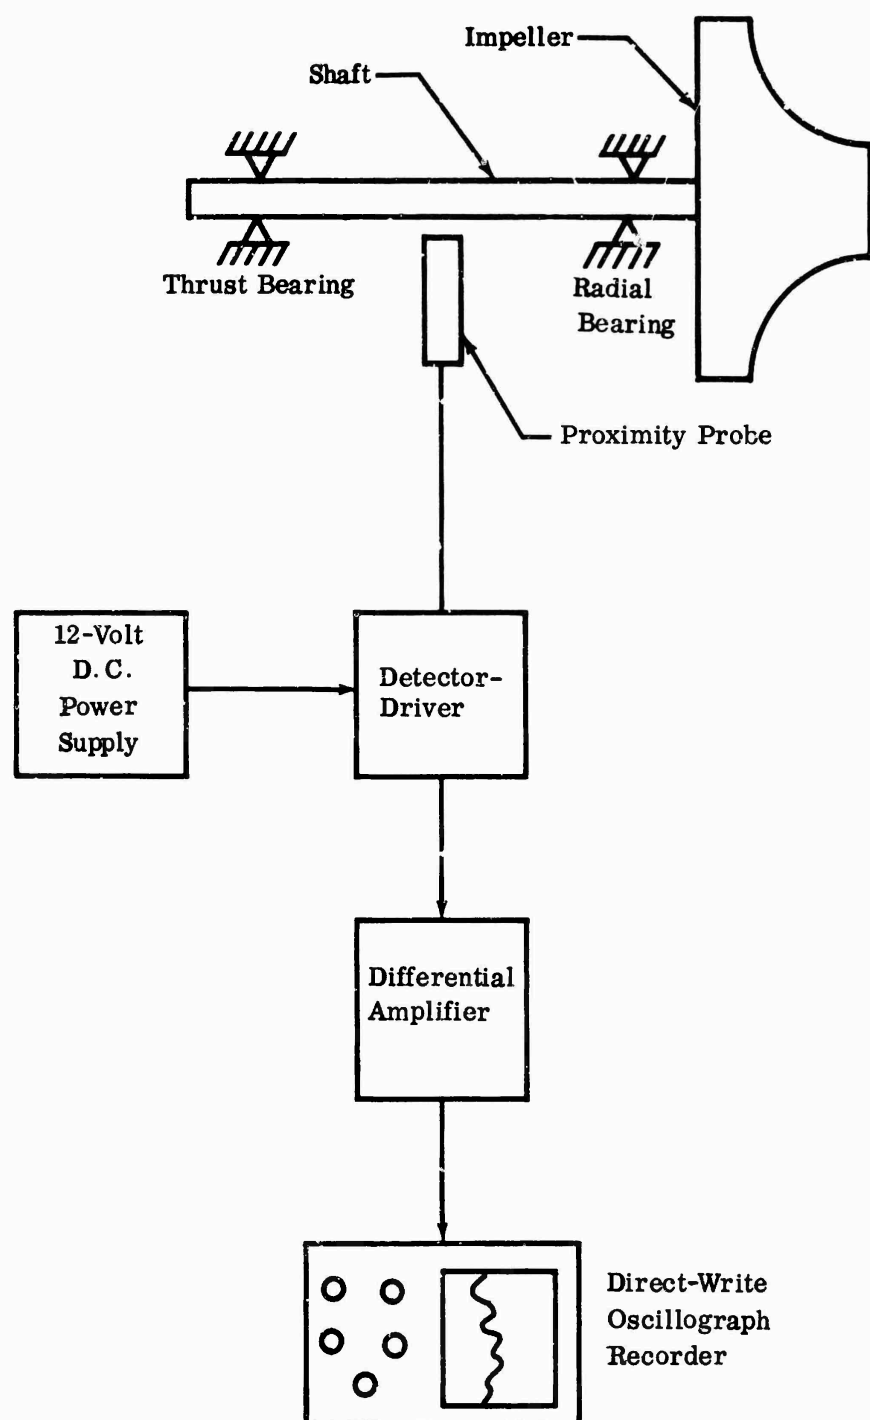 Impeller
Shaft
Thrust Bearing
Radial
Bearing
Proximity Probe
12-Volt
D.C.
Power
Supply
Detector-
Driver
Differential
Amplifier
Direct-Write
Oscillograph
Recorder